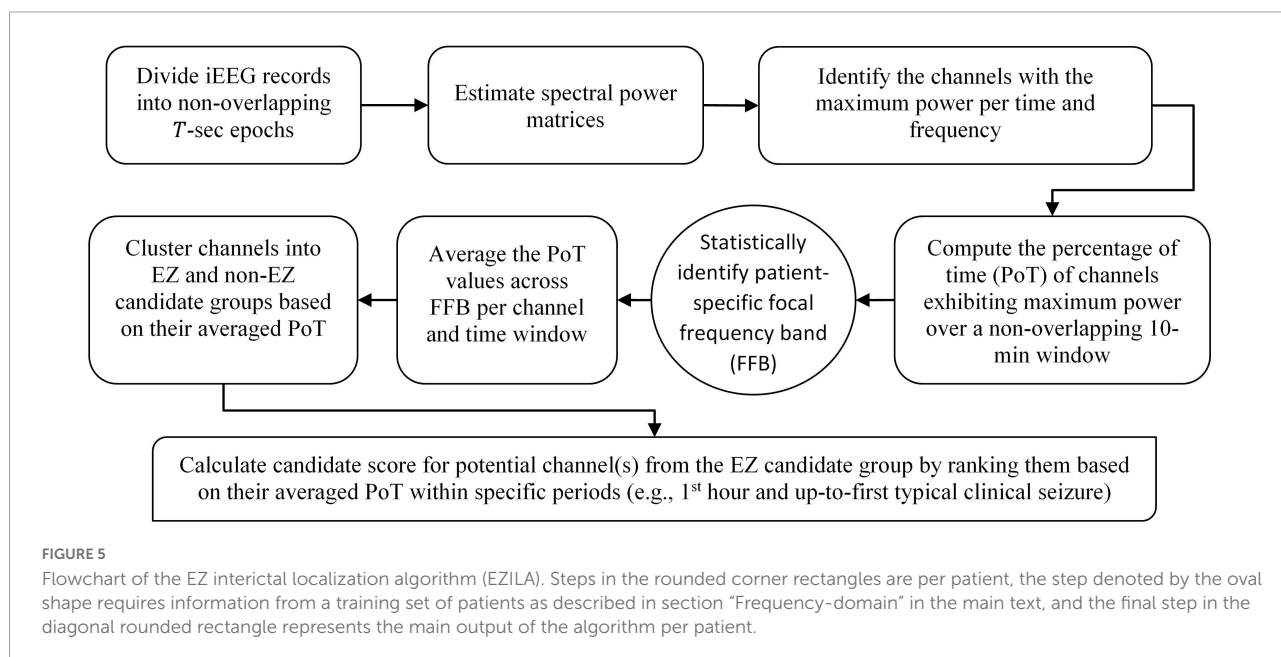 Divide iEEG records
into non-overlapping
T-sec epochs
Estimate spectral power
matrices
Identify the channels with the
maximum power per time and
frequency
Compute the percentage of
time (PoT) of channels
exhibiting maximum power
over a non-overlapping 10-
min window
Statistically
identify patient-
specific focal
frequency band
(FFB)
Average the PoT
values across
FFB per channel
and time window
Cluster channels into
EZ and non-EZ
candidate groups based
on their averaged PoT
Calculate candidate score for potential channel(s) from the EZ candidate group by ranking them based
on their averaged PoT within specific periods (e.g., 1st hour and up-to-first typical clinical seizure)
FIGURE 5
Flowchart of the EZ interictal localization algorithm (EZILA). Steps in the rounded corner rectangles are per patient, the step denoted by the oval
shape requires information from a training set of patients as described in section “Frequency-domain” in the main text, and the final step in the
diagonal rounded rectangle represents the main output of the algorithm per patient.